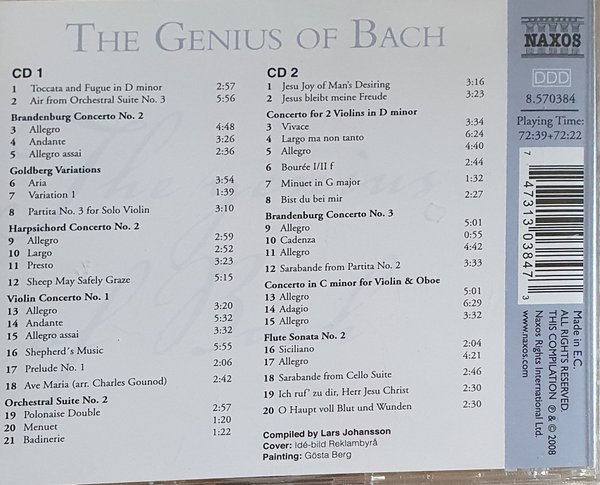 THE GENIUS OF BACH
CD 1
1 Toccata and Fugue in D minor 2:57
2 Air from Orchestral Suite No. 3 5:56
Brandenburg Concerto No. 2
3 Allegro 4:48
4 Andante 3:26
5 Allegro assai 2:36
Goldberg Variations
6 Aria 3:54
7 Variation 1 1:39
8 Partita No. 3 for Solo Violin 3:10
Harpsichord Concerto No. 2
9 Allegro 2:59
10 Largo 2:52
11 Presto 3:23
12 Sheep May Safely Graze 5:15
Violin Concerto No. 1
13 Allegro 3:20
14 Andante 5:32
15 Allegro assai 3:32
16 Shepherd´s Music 5:55
17 Prelude No. 1 2:06
18 Ave Maria (arr. Charles Gounod) 2:42
Orchestral Suite No. 2
19 Polonaise Double 2:57
20 Menuet 1:20
21 Badinerie 1:22
CD 2
1 Jesu Joy of Man's Desiring 3:16
2 Jesus bleibt meine Freude 3:23
Concerto for 2 Violins in D minor
3 Vivace 3:34
4 Largo ma non tanto 6:24
5 Allegro 4:40
6 Bourée I/II f 2:44
7 Minuet in G major 1:32
8 Bist du bei mir 2:27
Brandenburg Concerto No. 3
9 Allegro 5:01
10 Cadenza 0:55
11 Allegro 4:42
12 Sarabande from Partita No. 2 3:33
Concerto in C minor for Violin & Oboe
13 Allegro 5:01
14 Adagio 6:29
15 Allegro 3:32
Flute Sonata No. 2
16 Siciliano 2:04
17 Allegro 4:21
18 Sarabande from Cello Suite 2:46
19 Ich ruf' zu dir, Herr Jesu Christ 2:30
20 O Haupt voll Blut und Wunden 2:30
Compiled by Lars Johansson
Cover: Idé-bild Reklambyrå
Painting: Gösta Berg
NAXOS
DDD
8.570384
Playing Time:
72:39+72:22
7 47313 03847 3
Made in E.C.
ALL RIGHTS RESERVED.
THIS COMPILATION ℗ & © 2008
Naxos Rights International Ltd.
www.naxos.com